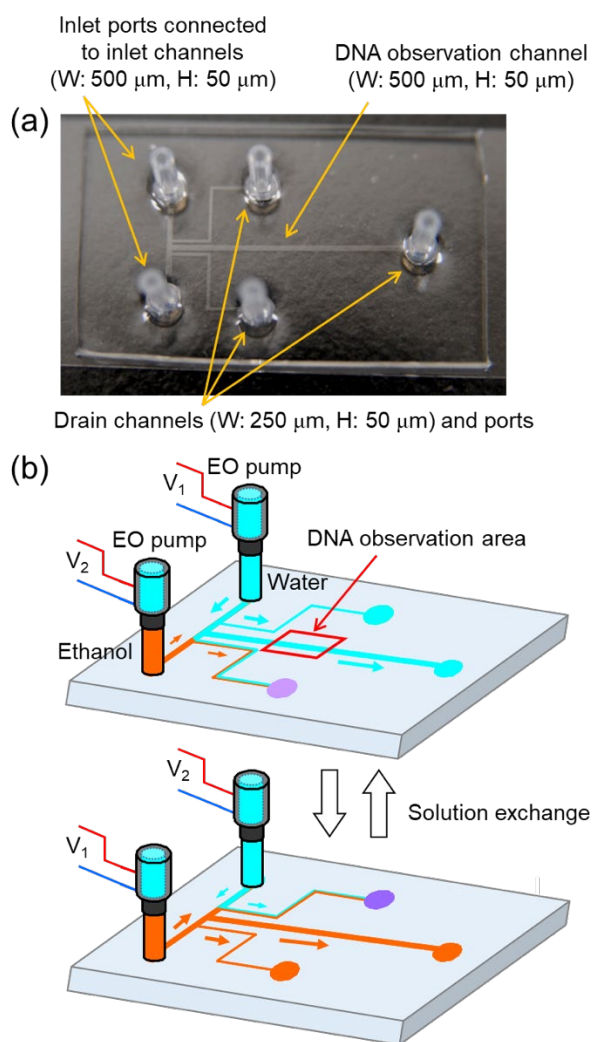 Inlet ports connected
to inlet channels
(W: 500 μm, H: 50 μm)
DNA observation channel
(W: 500 μm, H: 50 μm)
(a)
Drain channels (W: 250 μm, H: 50 μm) and ports
(b)
EO pump
V₁
EO pump
V₂
DNA observation area
Water
Ethanol
V₂
V₁
Solution exchange